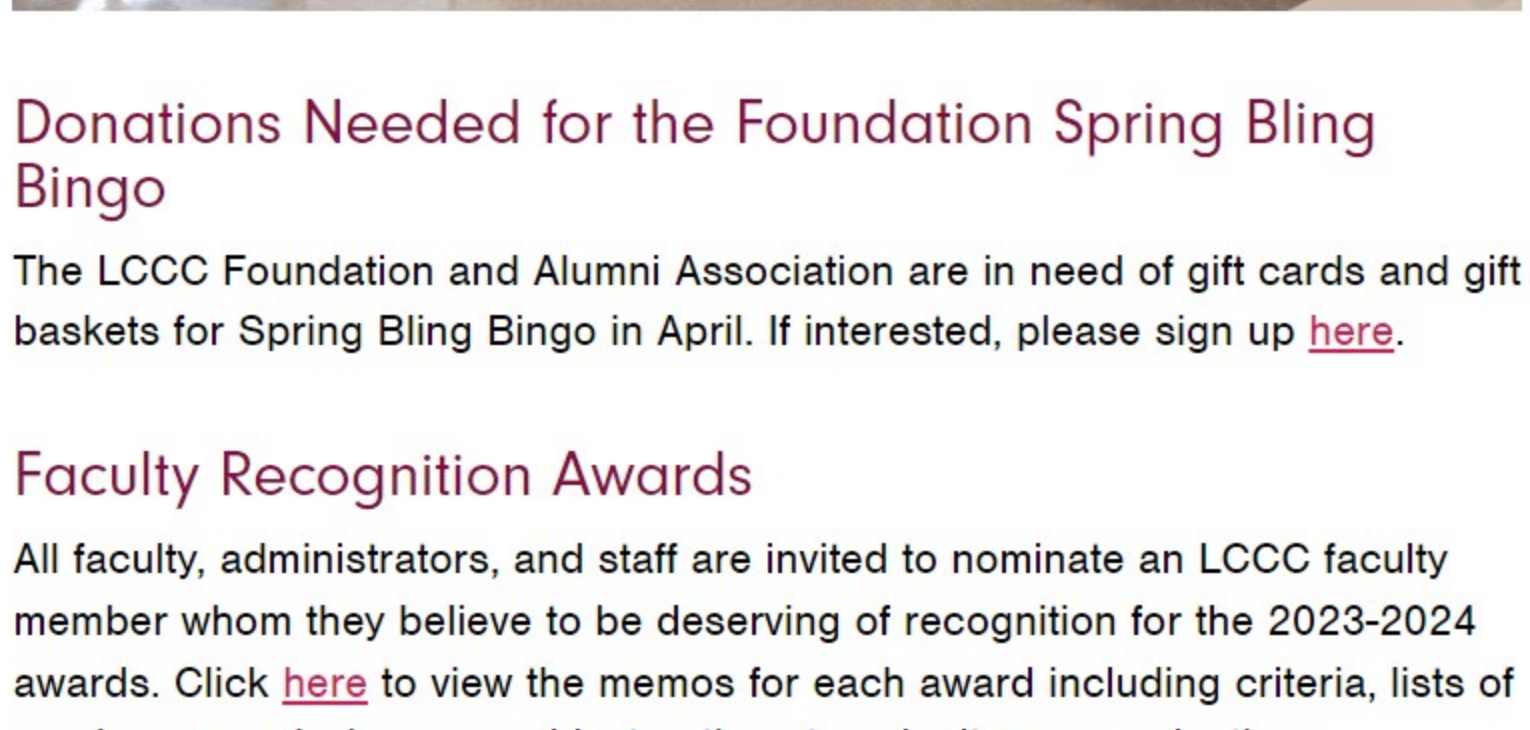 Donations Needed for the Foundation Spring Bling
Bingo
The LCCC Foundation and Alumni Association are in need of gift cards and gift
baskets for Spring Bling Bingo in April. If interested, please sign up here.
Faculty Recognition Awards
All faculty, administrators, and staff are invited to nominate an LCCC faculty
member whom they believe to be deserving of recognition for the 2023-2024
awards. Click here to view the memos for each award including criteria, lists of